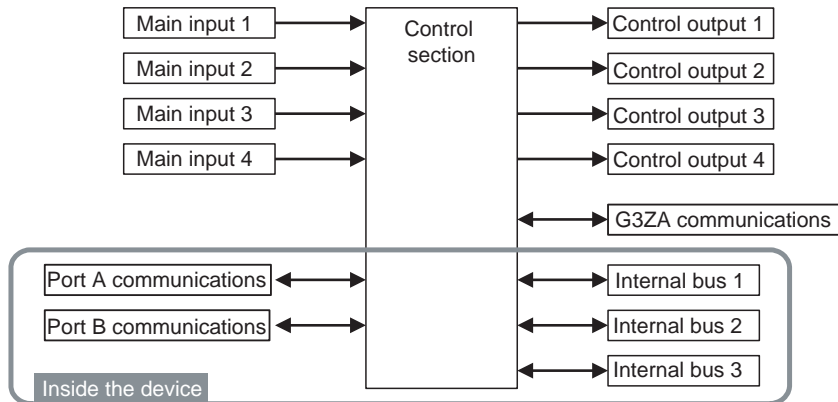 Main input 1
Main input 2
Main input 3
Main input 4
Control
section
Control output 1
Control output 2
Control output 3
Control output 4
G3ZA communications
Port A communications
Port B communications
Internal bus 1
Internal bus 2
Internal bus 3
Inside the device